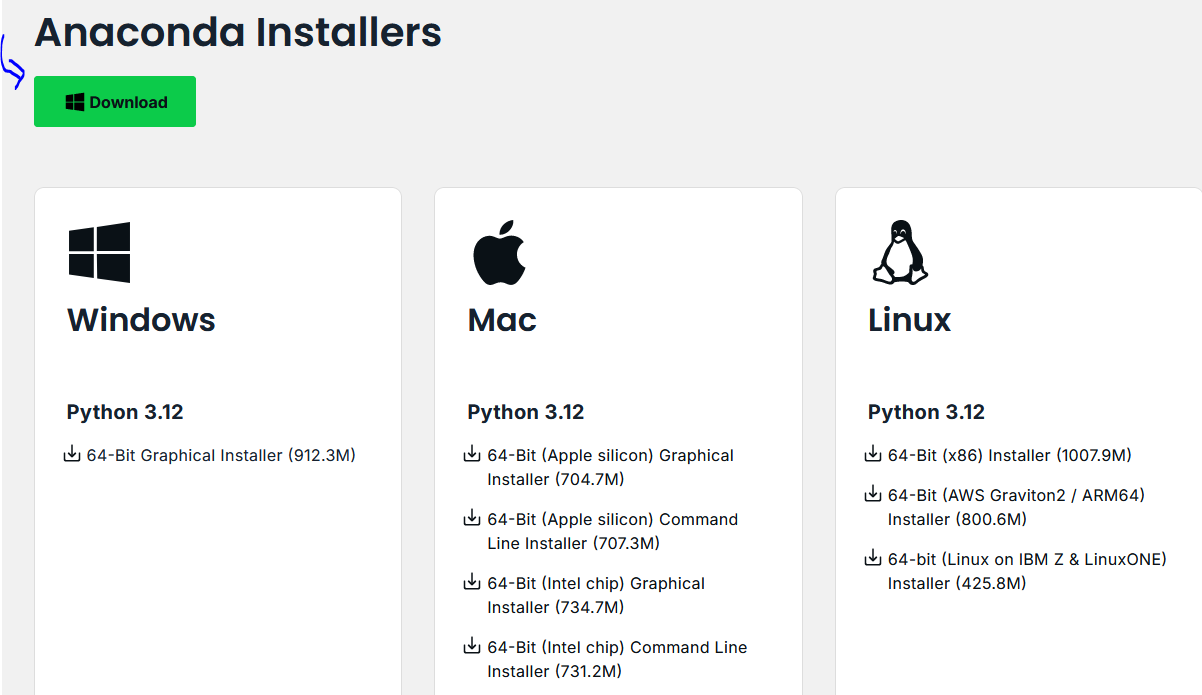 Anaconda Installers
Download
Windows
Python 3.12
64-Bit Graphical Installer (912.3M)
Mac
Python 3.12
64-Bit (Apple silicon) Graphical
Installer (704.7M)
64-Bit (Apple silicon) Command
Line Installer (707.3M)
64-Bit (Intel chip) Graphical
Installer (734.7M)
64-Bit (Intel chip) Command Line
Installer (731.2M)
Linux
Python 3.12
64-Bit (x86) Installer (1007.9M)
64-Bit (AWS Graviton2 / ARM64)
Installer (800.6M)
64-bit (Linux on IBM Z & LinuxONE)
Installer (425.8M)